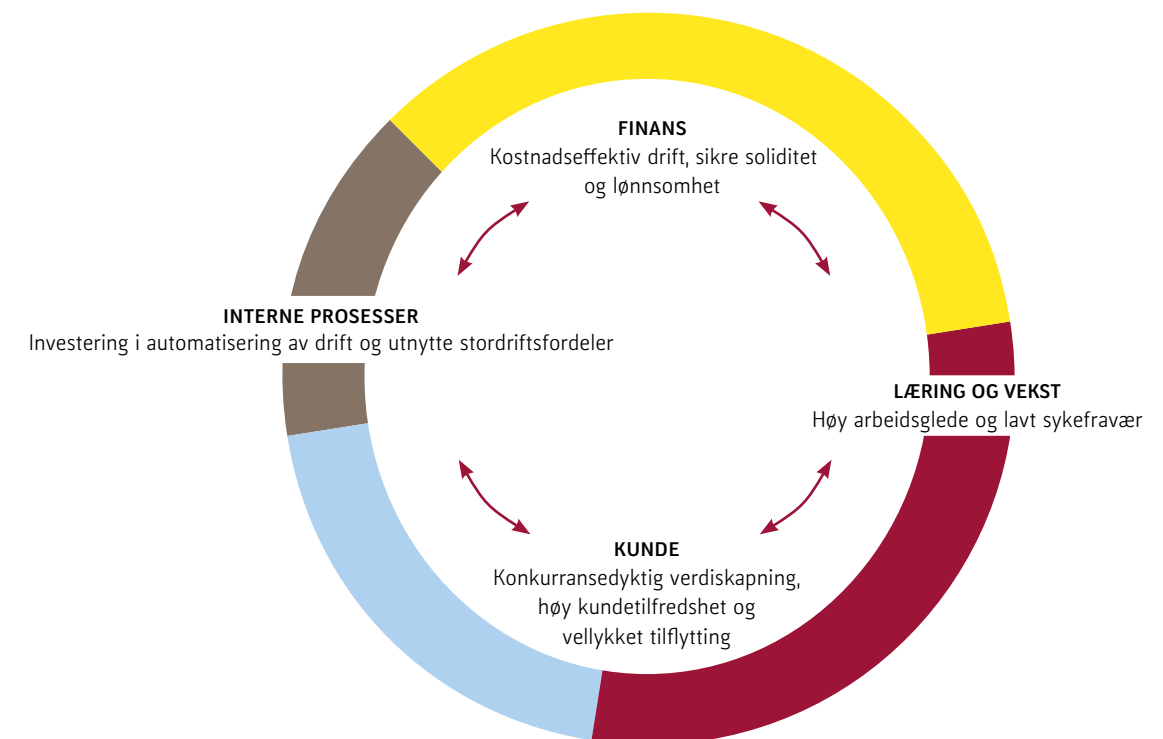 FINANS
Kostnadseffektiv drift, sikre soliditet
og lønnsomhet
INTERNE PROSESSER
Investering i automatisering av drift og utnytte stordriftsfordeler
LÆRING OG VEKST
Høy arbeidsglede og lavt sykefravær
KUNDE
Konkurransedyktig verdiskapning,
høy kundetilfredshet og
vellykket tilflytting